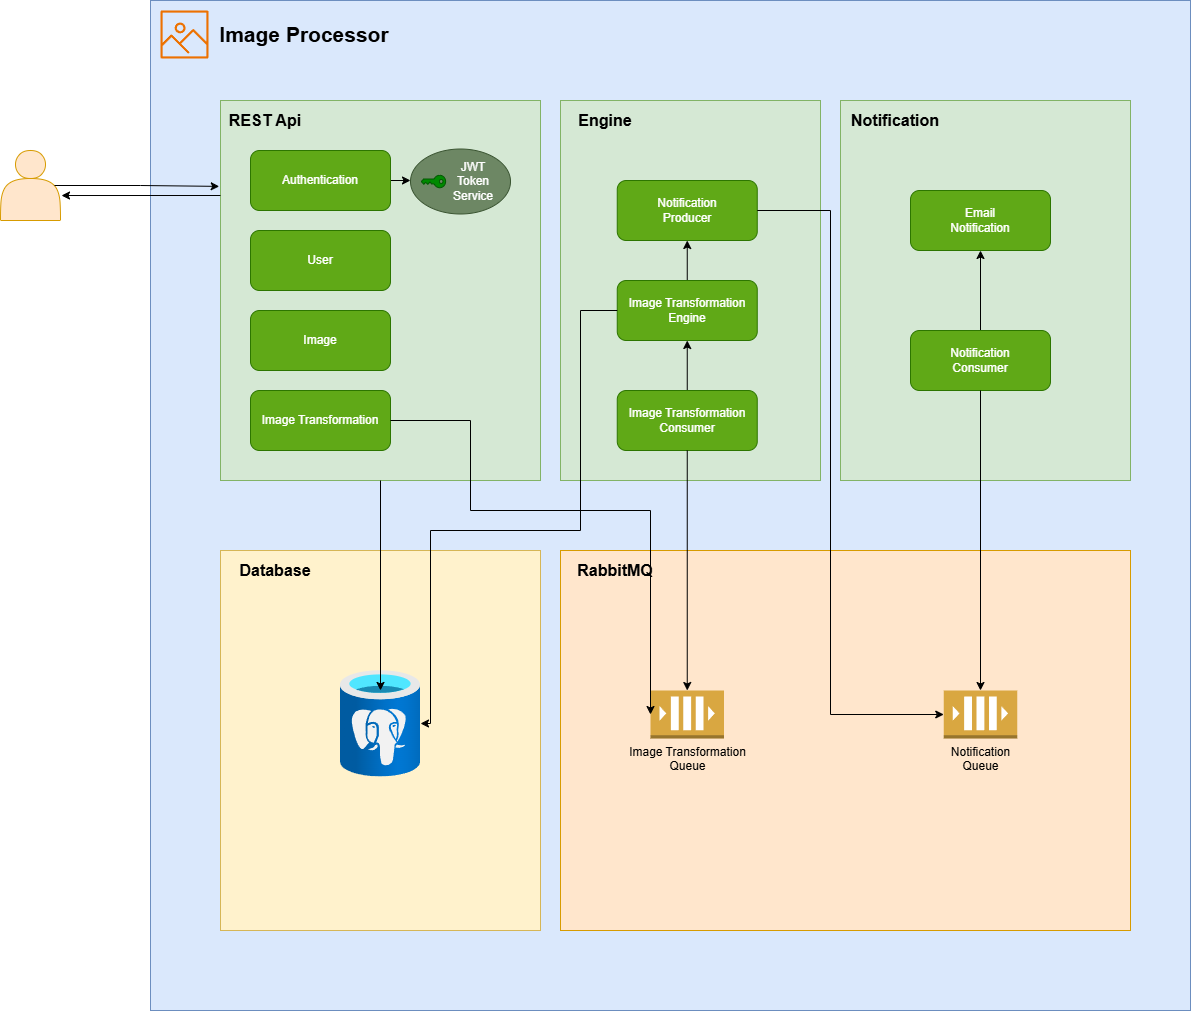 Image Processor
REST Api
Authentication
JWT
Token
Service
User
Image
Image Transformation
Engine
Notification
Producer
Image Transformation
Engine
Image Transformation
Consumer
Notification
Email
Notification
Notification
Consumer
Database
RabbitMQ
Image Transformation
Queue
Notification
Queue